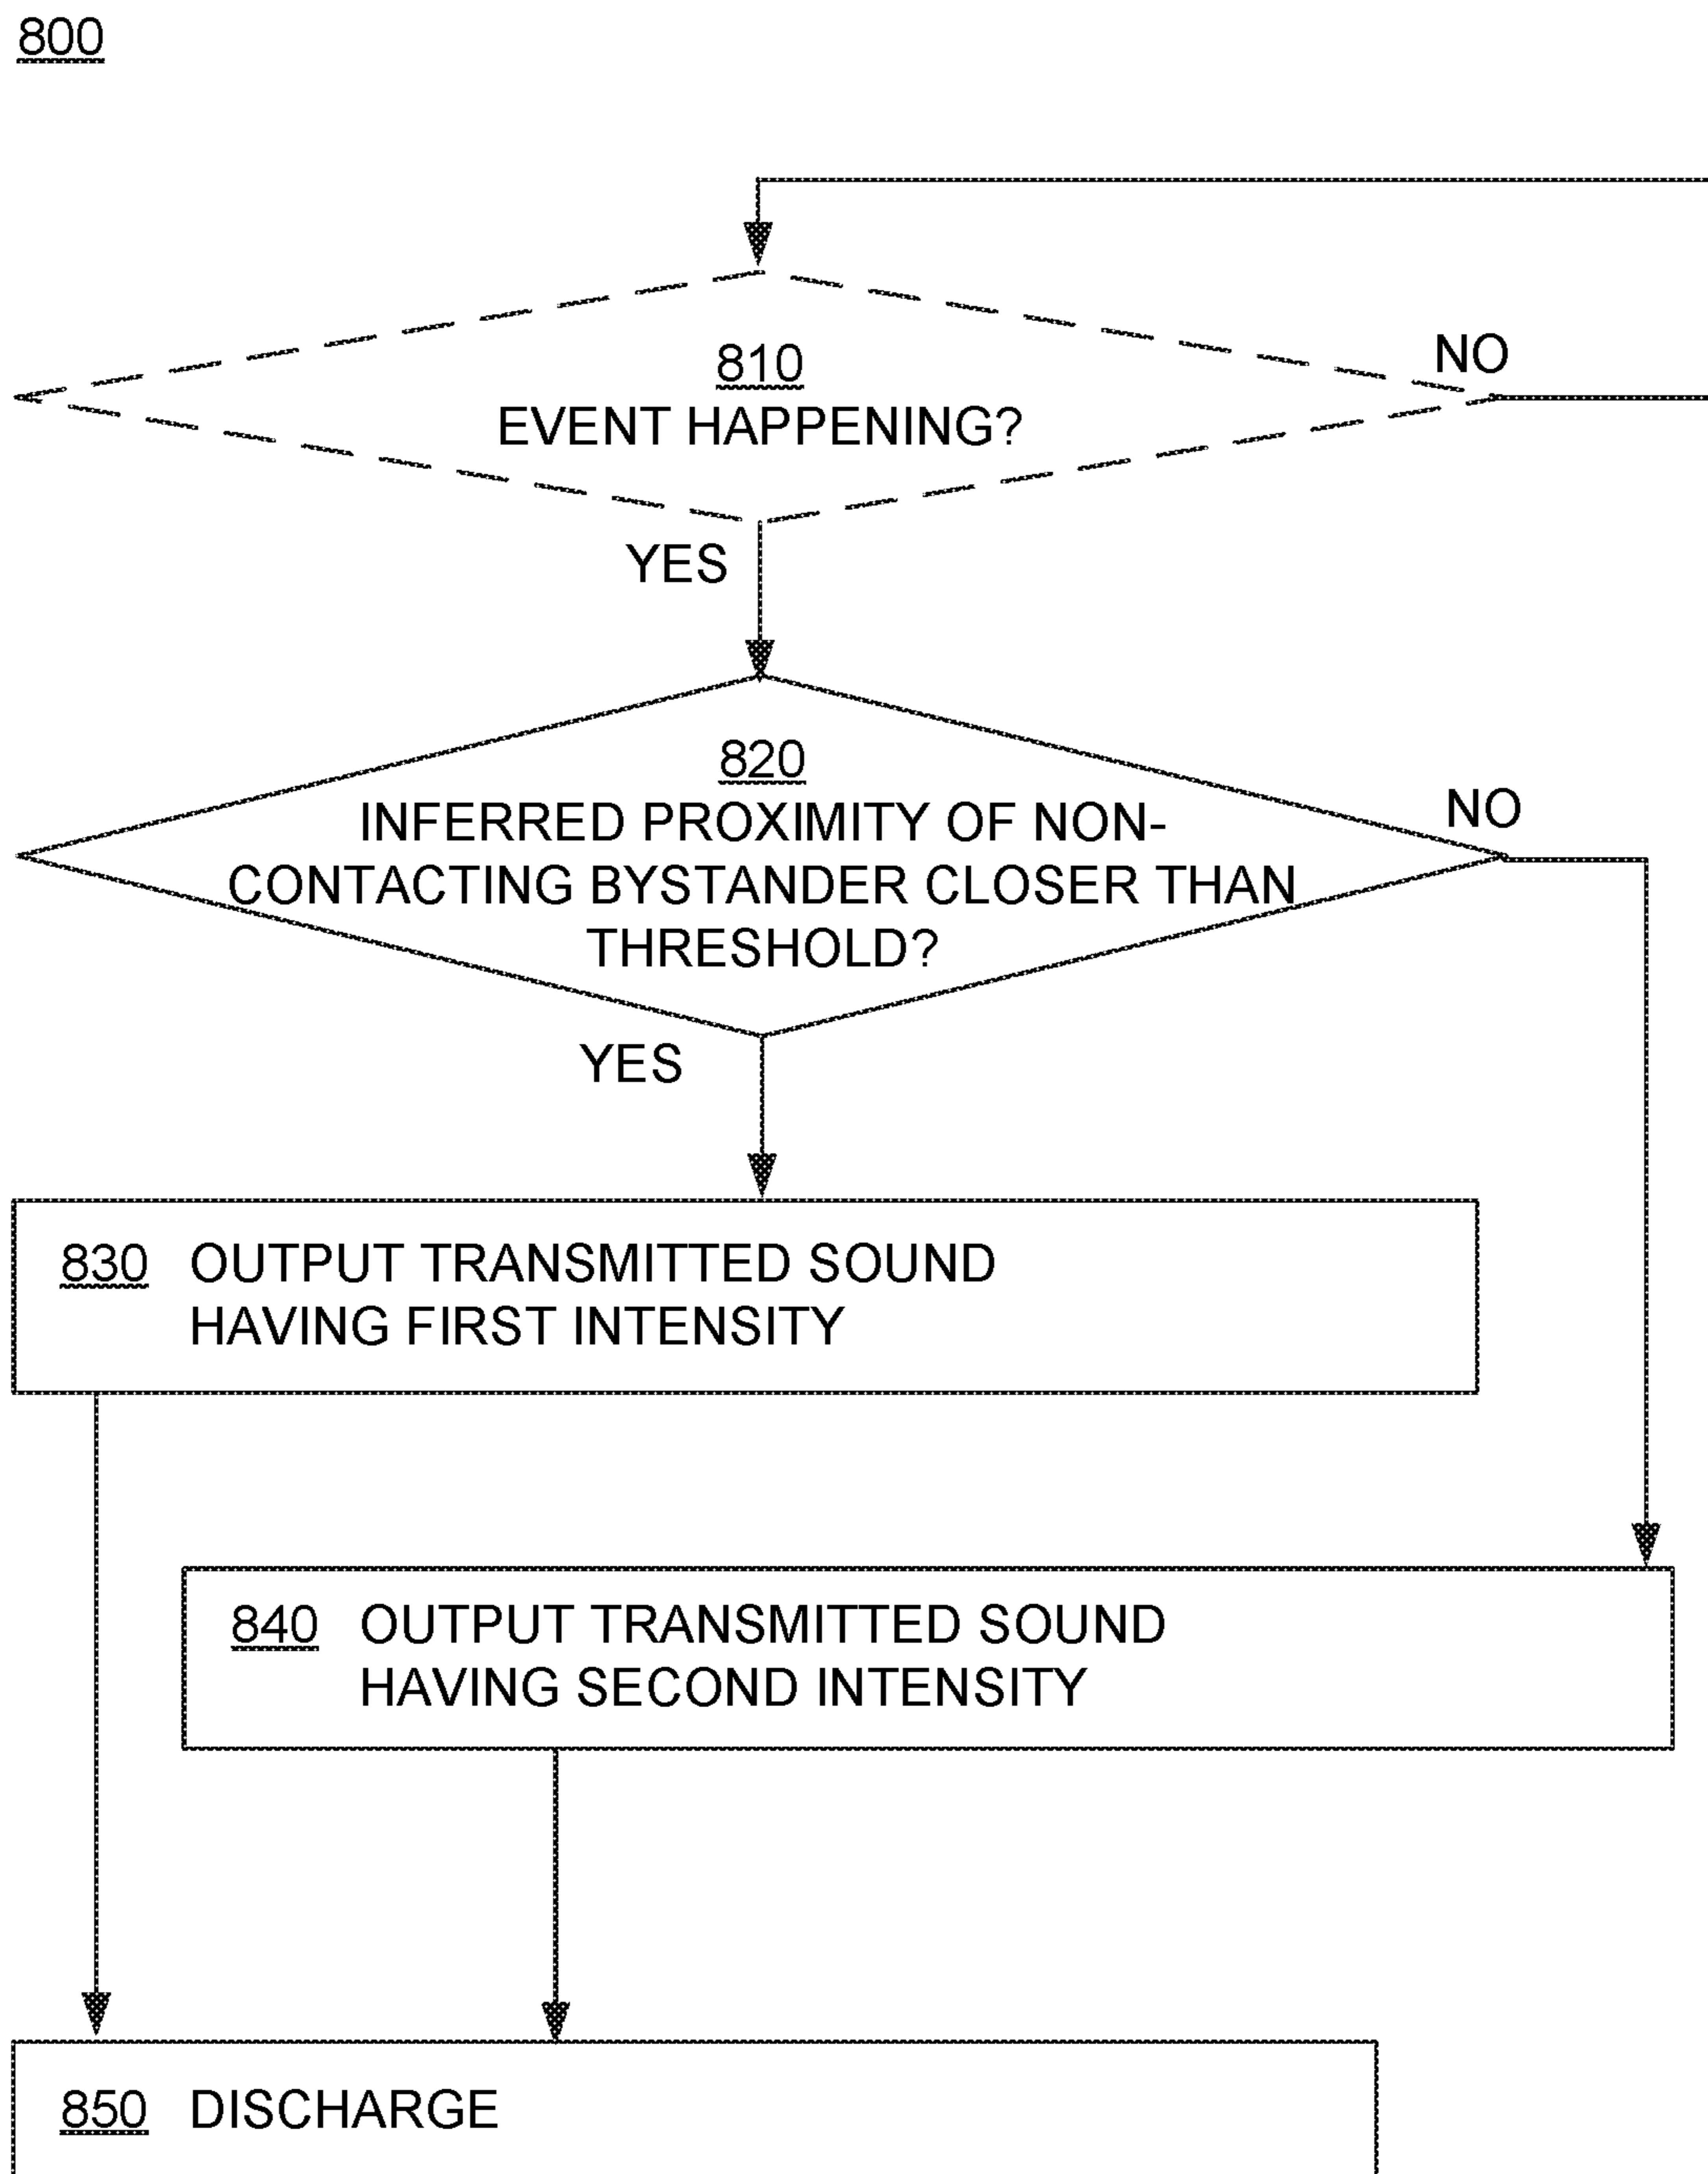 800
810
EVENT HAPPENING?
NO
YES
820
INFERRED PROXIMITY OF NON-
CONTACTING BYSTANDER CLOSER THAN
THRESHOLD?
NO
YES
830 OUTPUT TRANSMITTED SOUND
HAVING FIRST INTENSITY
840 OUTPUT TRANSMITTED SOUND
HAVING SECOND INTENSITY
850 DISCHARGE